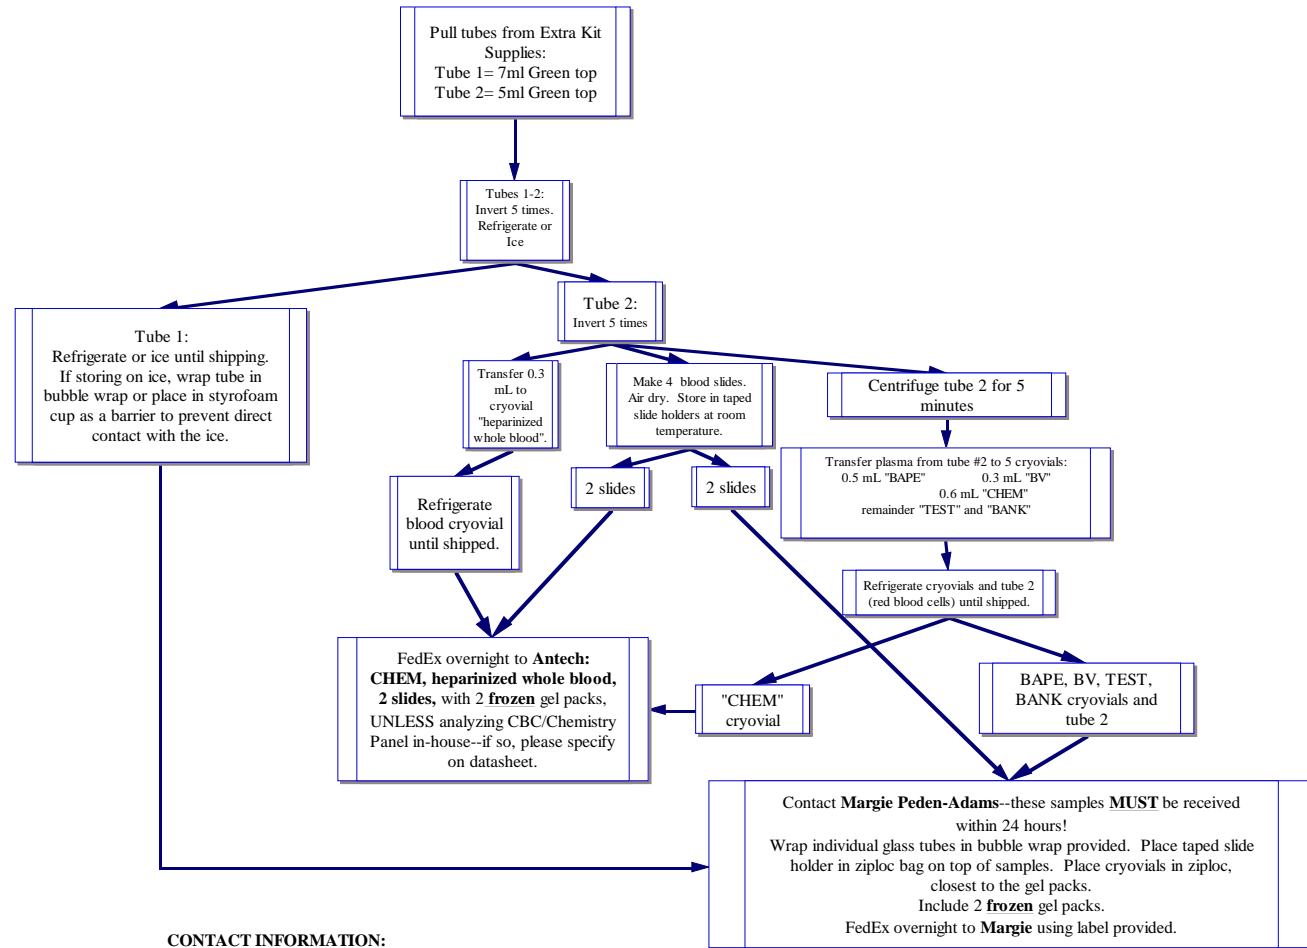 Pull tubes from Extra Kit
Supplies:
Tube 1= 7ml Green top
Tube 2= 5ml Green top
Tubes 1-2:
Invert 5 times.
Refrigerate or
Ice
Tube 1:
Refrigerate or ice until shipping.
If storing on ice, wrap tube in
bubble wrap or place in styrofoam
cup as a barrier to prevent direct
contact with the ice.
Tube 2:
Invert 5 times
Transfer 0.3
mL to
cryovial
"heparinized
whole blood".
Make 4 blood slides.
Air dry. Store in taped
slide holders at room
temperature.
Centrifuge tube 2 for 5
minutes
Refrigerate
blood cryovial
until shipped.
2 slides
2 slides
Transfer plasma from tube #2 to 5 cryovials:
0.5 mL "BAPE" 0.3 mL "BV"
0.6 mL "CHEM"
remainder "TEST" and "BANK"
Refrigerate cryovials and tube 2
(red blood cells) until shipped.
FedEx overnight to Antech:
CHEM, heparinized whole blood,
2 slides, with 2 frozen gel packs,
UNLESS analyzing CBC/Chemistry
Panel in-house--if so, please specify
on datasheet.
"CHEM"
cryovial
BAPE, BV, TEST,
BANK cryovials and
tube 2
Contact Margie Peden-Adams--these samples MUST be received
within 24 hours!
Wrap individual glass tubes in bubble wrap provided. Place taped slide
holder in ziploc bag on top of samples. Place cryovials in ziploc,
closest to the gel packs.
Include 2 frozen gel packs.
FedEx overnight to Margie using label provided.
CONTACT INFORMATION: